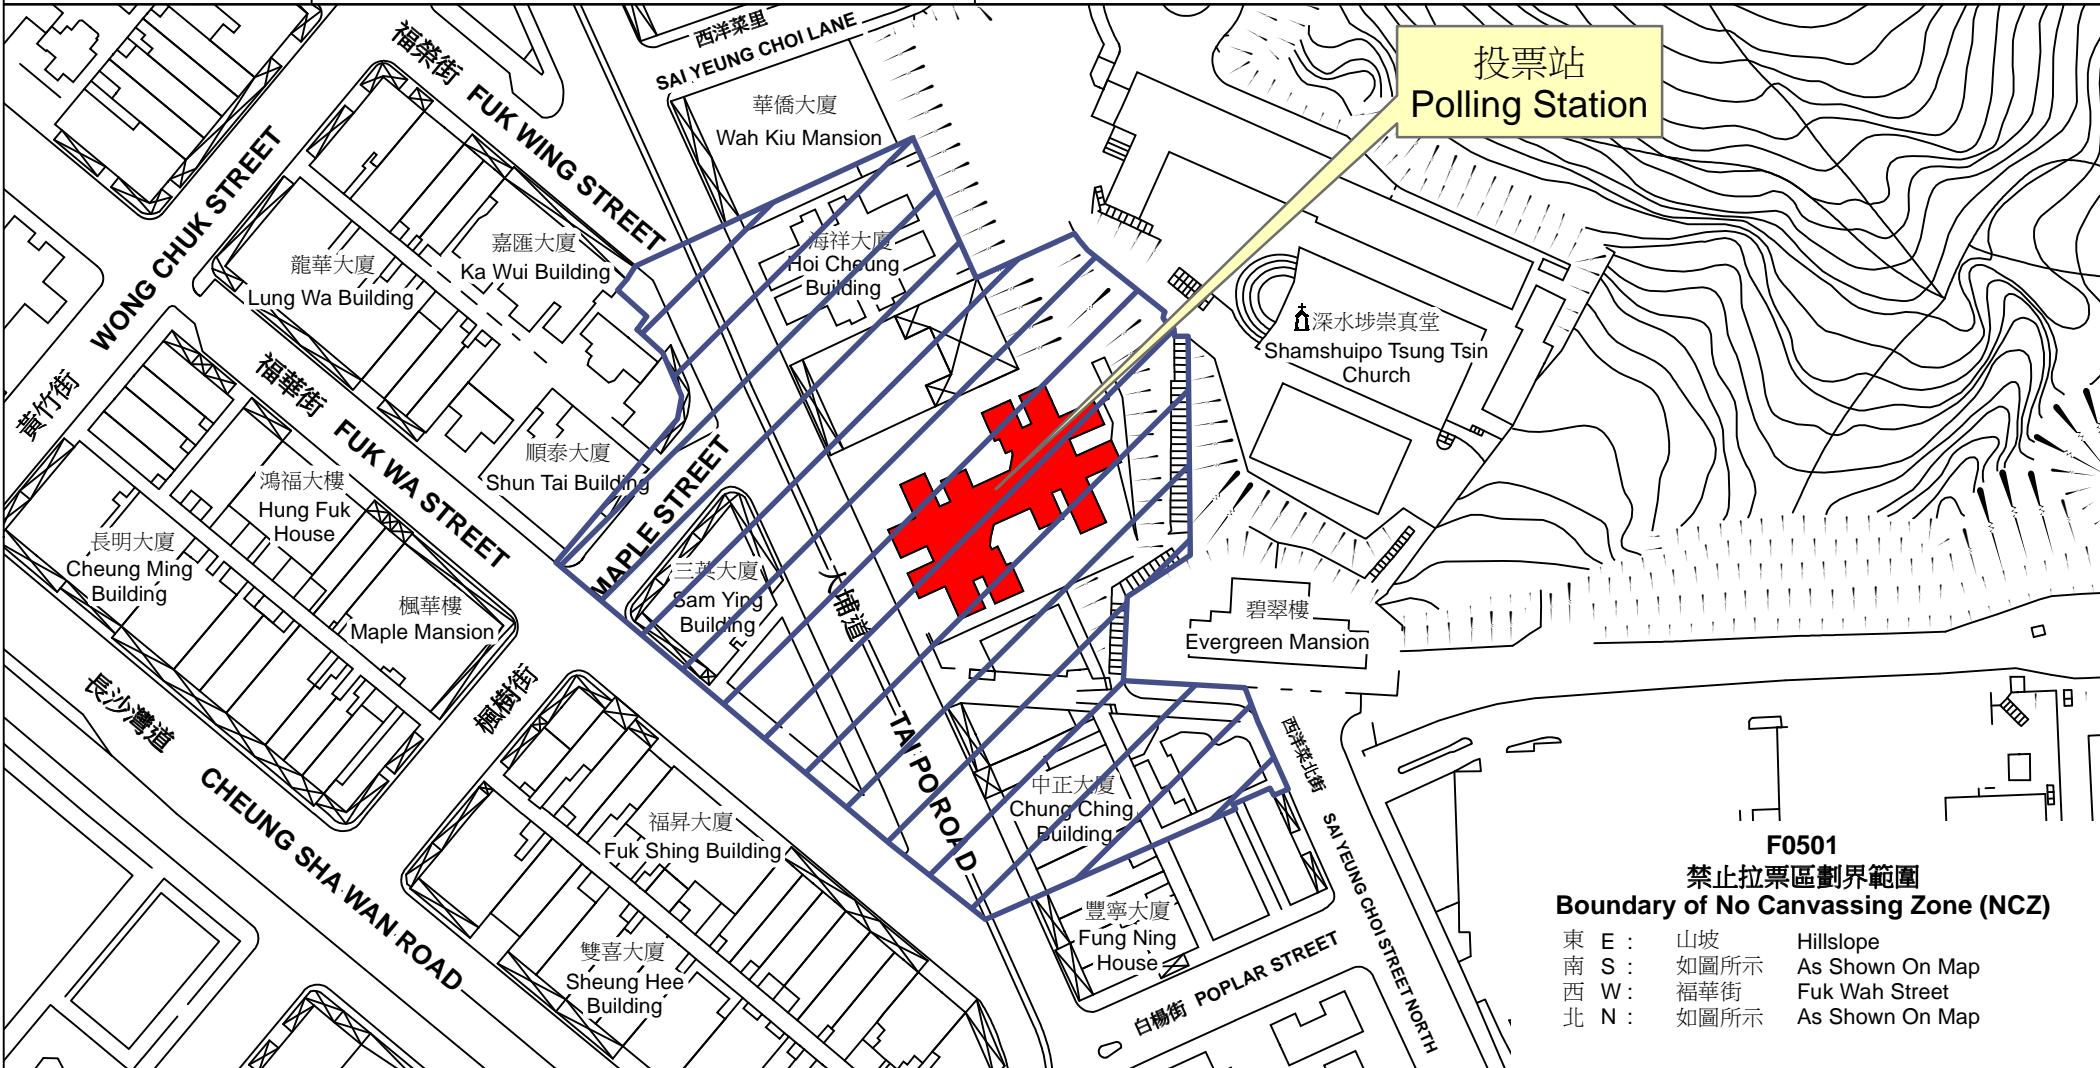 西洋菜里
SAI YEUNG CHOI LANE
福榮街 FUK WING STREET
華僑大廈
Wah Kiu Mansion
投票站
Polling Station
黃竹街
WONG CHUK STREET
龍華大廈
Lung Wa Building
嘉匯大廈
Ka Wui Building
海祥大廈
Hoi Cheung
Building
深水埗崇真堂
Shamshuipo Tsung Tsin
Church
福華街 FUK WA STREET
順泰大廈
Shun Tai Building
MAPLE STREET
鴻福大樓
Hung Fuk
House
長明大廈
Cheung Ming
Building
楓華樓
Maple Mansion
三英大廈
Sam Ying
Building
大埔道
TAI PO ROAD
碧翠樓
Evergreen Mansion
楓樹街
長沙灣道
CHEUNG SHA WAN ROAD
福昇大廈
Fuk Shing Building
中正大廈
Chung Ching
Building
西洋菜北街 SAI YEUNG CHOI STREET NORTH
雙喜大廈
Sheung Hee
Building
豐寧大廈
Fung Ning
House
白楊街 POPLAR STREET
F0501
禁止拉票區劃界範圍
Boundary of No Canvassing Zone (NCZ)
東 E : 山坡 Hillslope
南 S : 如圖所示 As Shown On Map
西 W : 福華街 Fuk Wah Street
北 N : 如圖所示 As Shown On Map